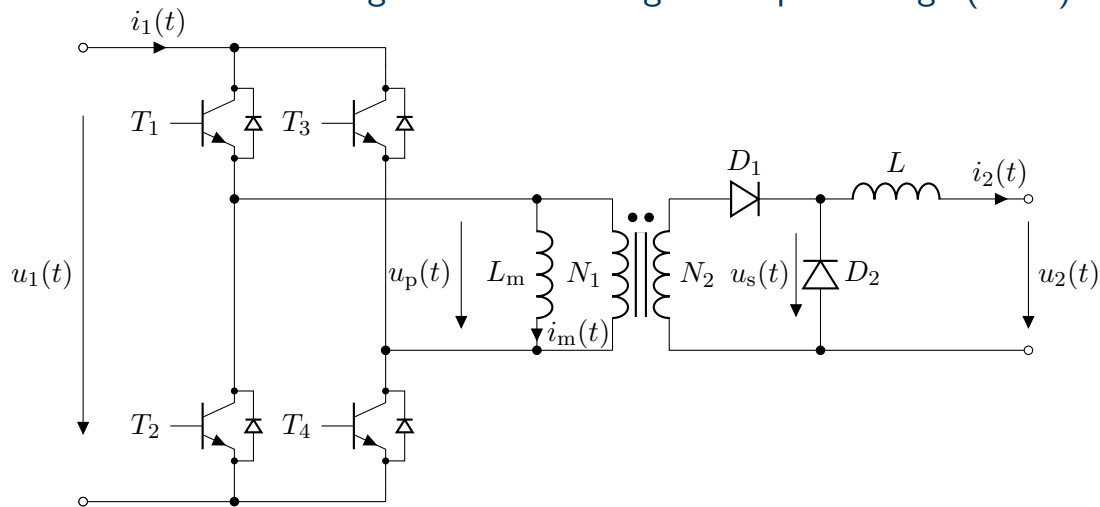 i₁(t)
T₁ T₃
D₁ L i₂(t)
u₁(t) uₚ(t) Lₘ N₁ N₂ uₛ(t) D₂ u₂(t)
iₘ(t)
T₂ T₄